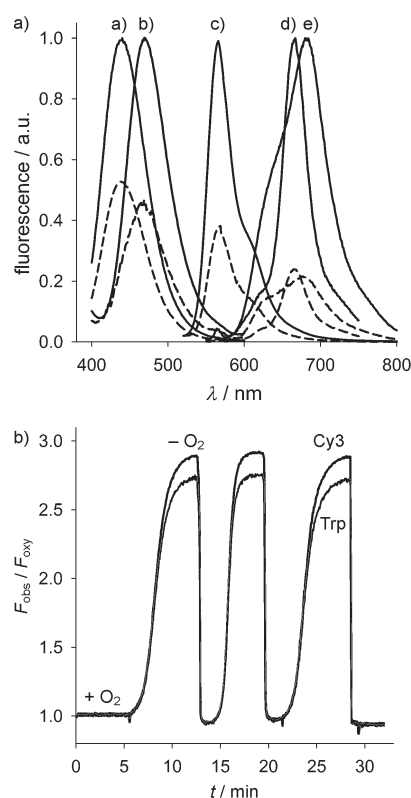 a)
a) b) c) d) e)
1.0
0.8
0.6
0.4
0.2
0.0
fluorescence / a.u.
400 500 600 700 800
λ / nm
b)
3.0
2.5
2.0
1.5
1.0
F obs / F oxy
– O2
Cy3
Trp
+ O2
0 5 10 15 20 25 30
t / min